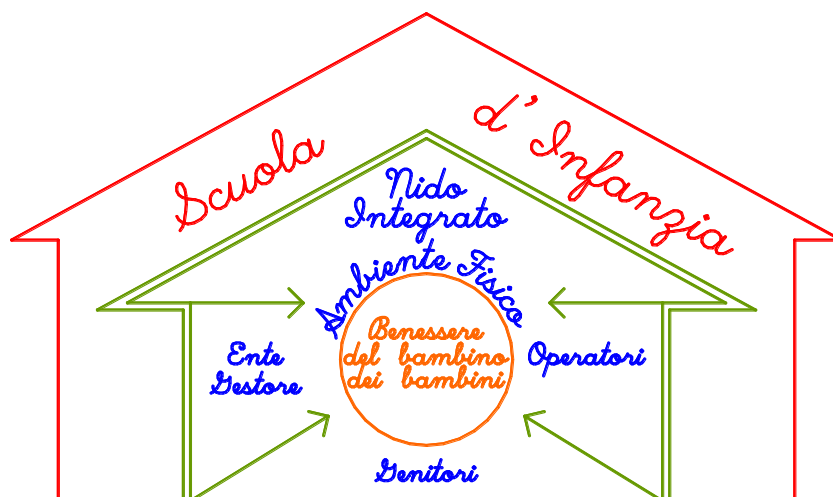 Scuola d'Infanzia
Nido
Integrato
Ambiente Fisico
Benessere
del bambino
dei bambini
Ente
Gestore
Operatori
Genitori